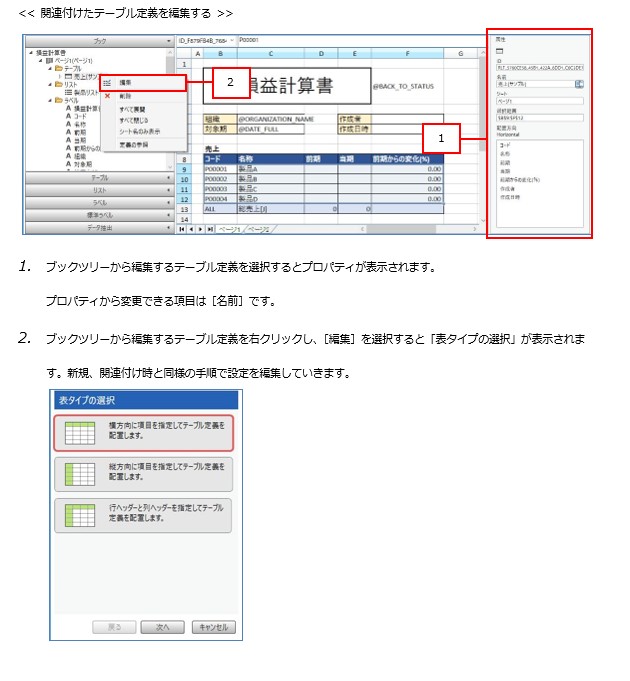 << 関連付けたテーブル定義を編集する >>
ブック
損益計算書
ページ1(ページ1)
テーブル
売上(サン
リスト
製品リスト
ラベル
損益計算
コード
名称
前期
当期
前期からの
組織
対象期
テーブル
リスト
ラベル
標準ラベル
データ抽出
編集
削除
すべて展開
すべて閉じる
シート名のみ表示
定義の参照
2
P00001
A B C D E F G
1
損益計算書
@BACK_TO_STATUS
組織 @ORGANIZATION_NAME 作成者
対象期 @DATE_FULL 作成日時
売上
8 コード 名称 前期 当期 前期からの変化(%)
9 P00001 製品A 0.00
10 P00002 製品B 0.00
11 P00003 製品C 0.00
12 P00004 製品D 0.00
13 ALL 総売上[J] 0 0
14
ページ1 ページ2
1
属性
ID
名前
売上(サンプル)
シート
ページ1
配置方向
Horizontal
コード
名称
前期
当期
前期からの変化(%)
作成者
作成日時
1. ブックツリーから編集するテーブル定義を選択するとプロパティが表示されます。
プロパティから変更できる項目は［名前］です。
2. ブックツリーから編集するテーブル定義を右クリックし、［編集］を選択すると「表タイプの選択」が表示されま
す。新規、関連付け時と同様の手順で設定を編集していきます。
表タイプの選択
横方向に項目を指定してテーブル定義を
配置します。
縦方向に項目を指定してテーブル定義を
配置します。
行ヘッダーと列ヘッダーを指定してテーブル
定義を配置します。
戻る 次へ キャンセル